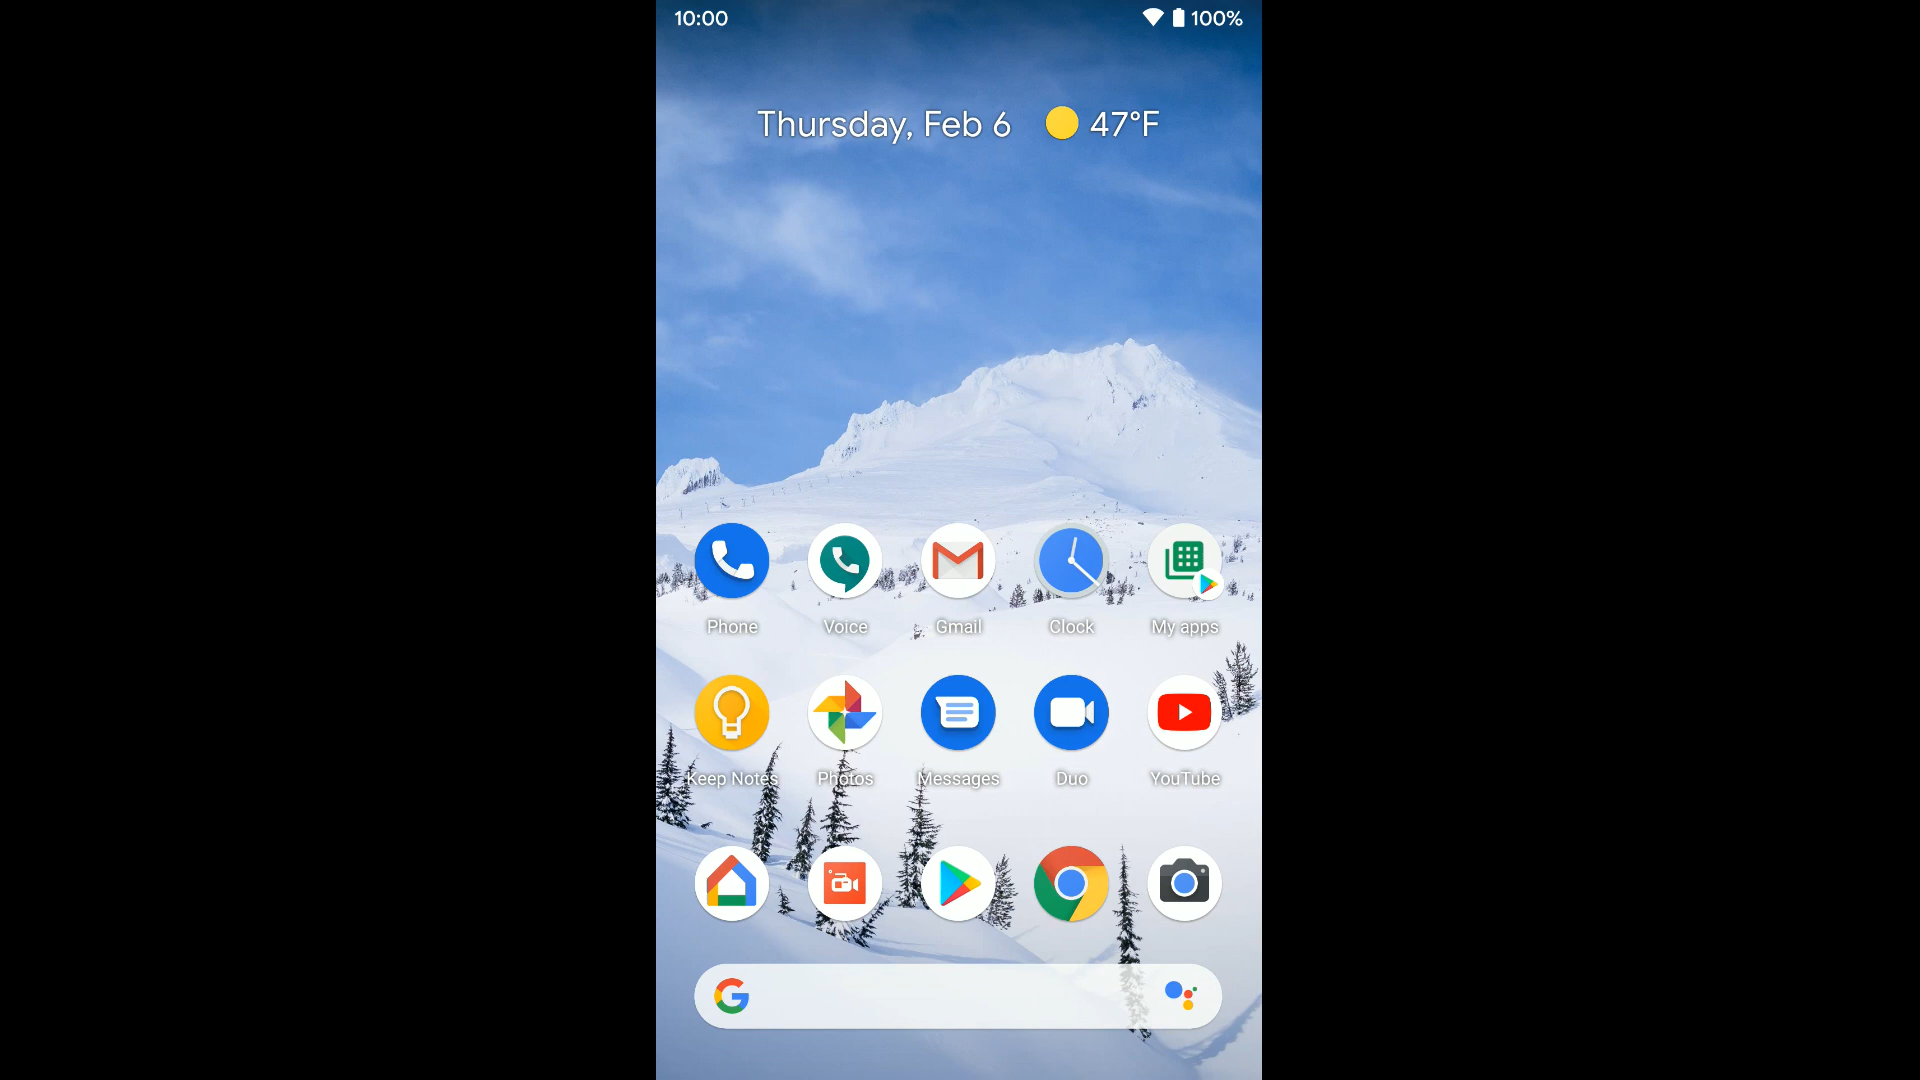 10:00 100%
Thursday, Feb 6 47°F
Phone Voice Gmail Clock My apps
Keep Notes Photos Messages Duo YouTube